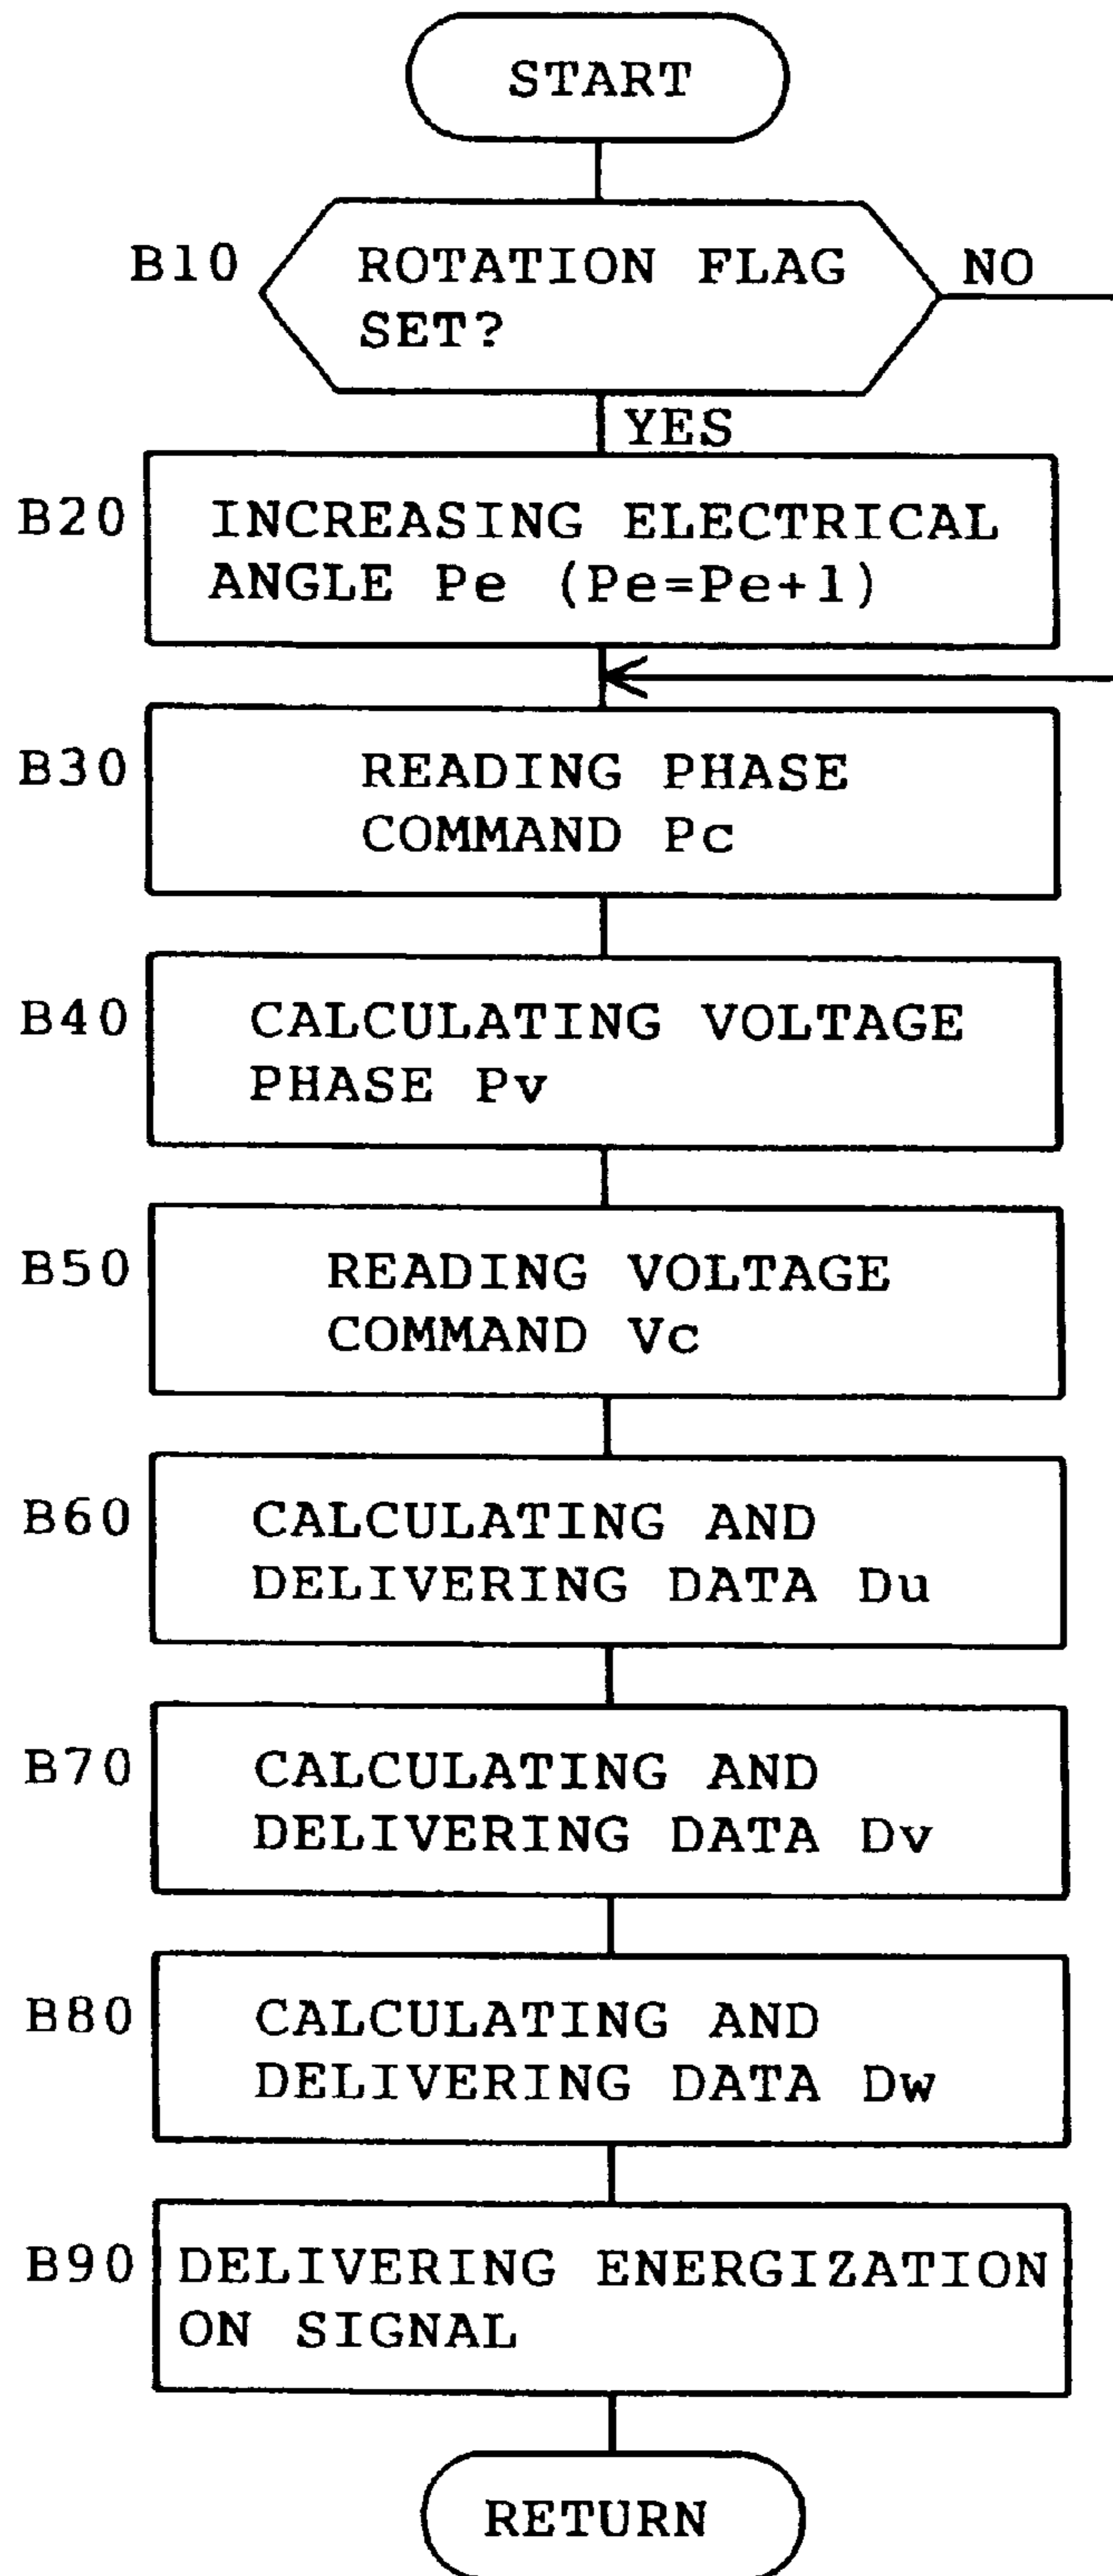 START
B10
ROTATION FLAG
SET?
NO
YES
B20
INCREASING ELECTRICAL
ANGLE Pe (Pe=Pe+1)
B30
READING PHASE
COMMAND Pc
B40
CALCULATING VOLTAGE
PHASE Pv
B50
READING VOLTAGE
COMMAND Vc
B60
CALCULATING AND
DELIVERING DATA Du
B70
CALCULATING AND
DELIVERING DATA Dv
B80
CALCULATING AND
DELIVERING DATA Dw
B90
DELIVERING ENERGIZATION
ON SIGNAL
RETURN